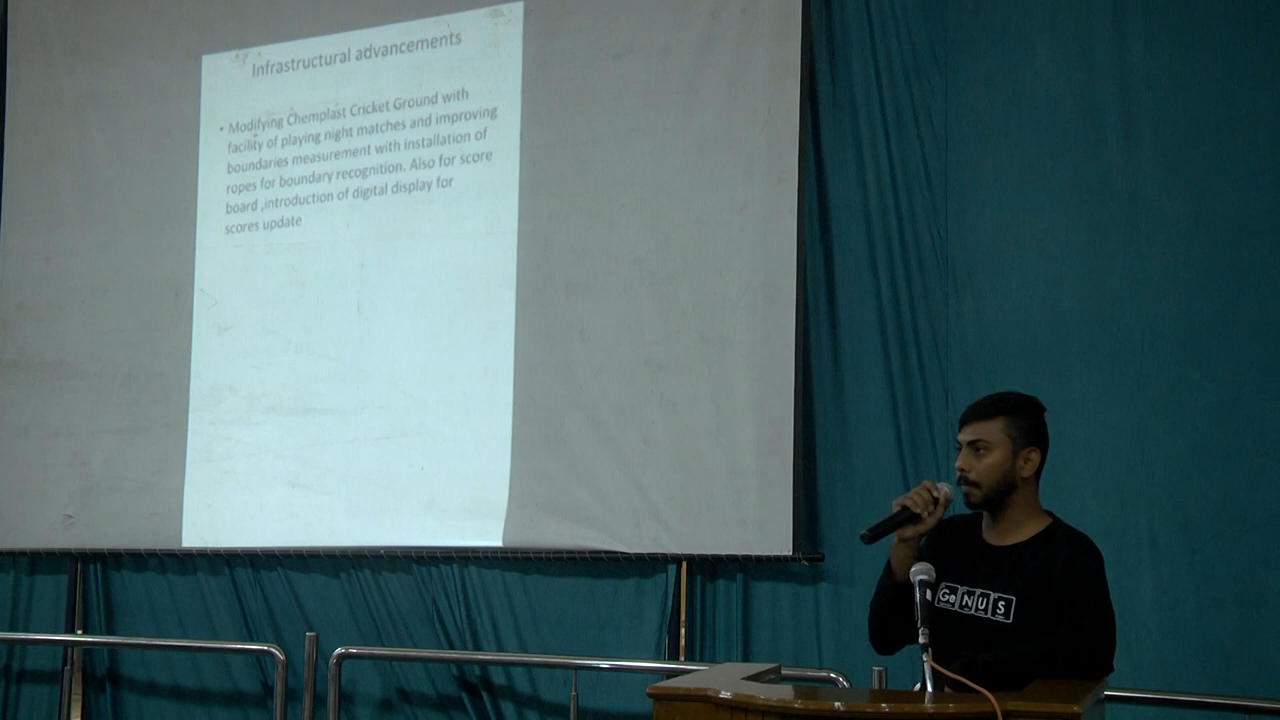 Infrastructural advancements
• Modifying Chemplast Cricket Ground with
facility of playing night matches and improving
boundaries measurement with installation of
ropes for boundary recognition. Also for score
board ,introduction of digital display for
scores update
GeNUS